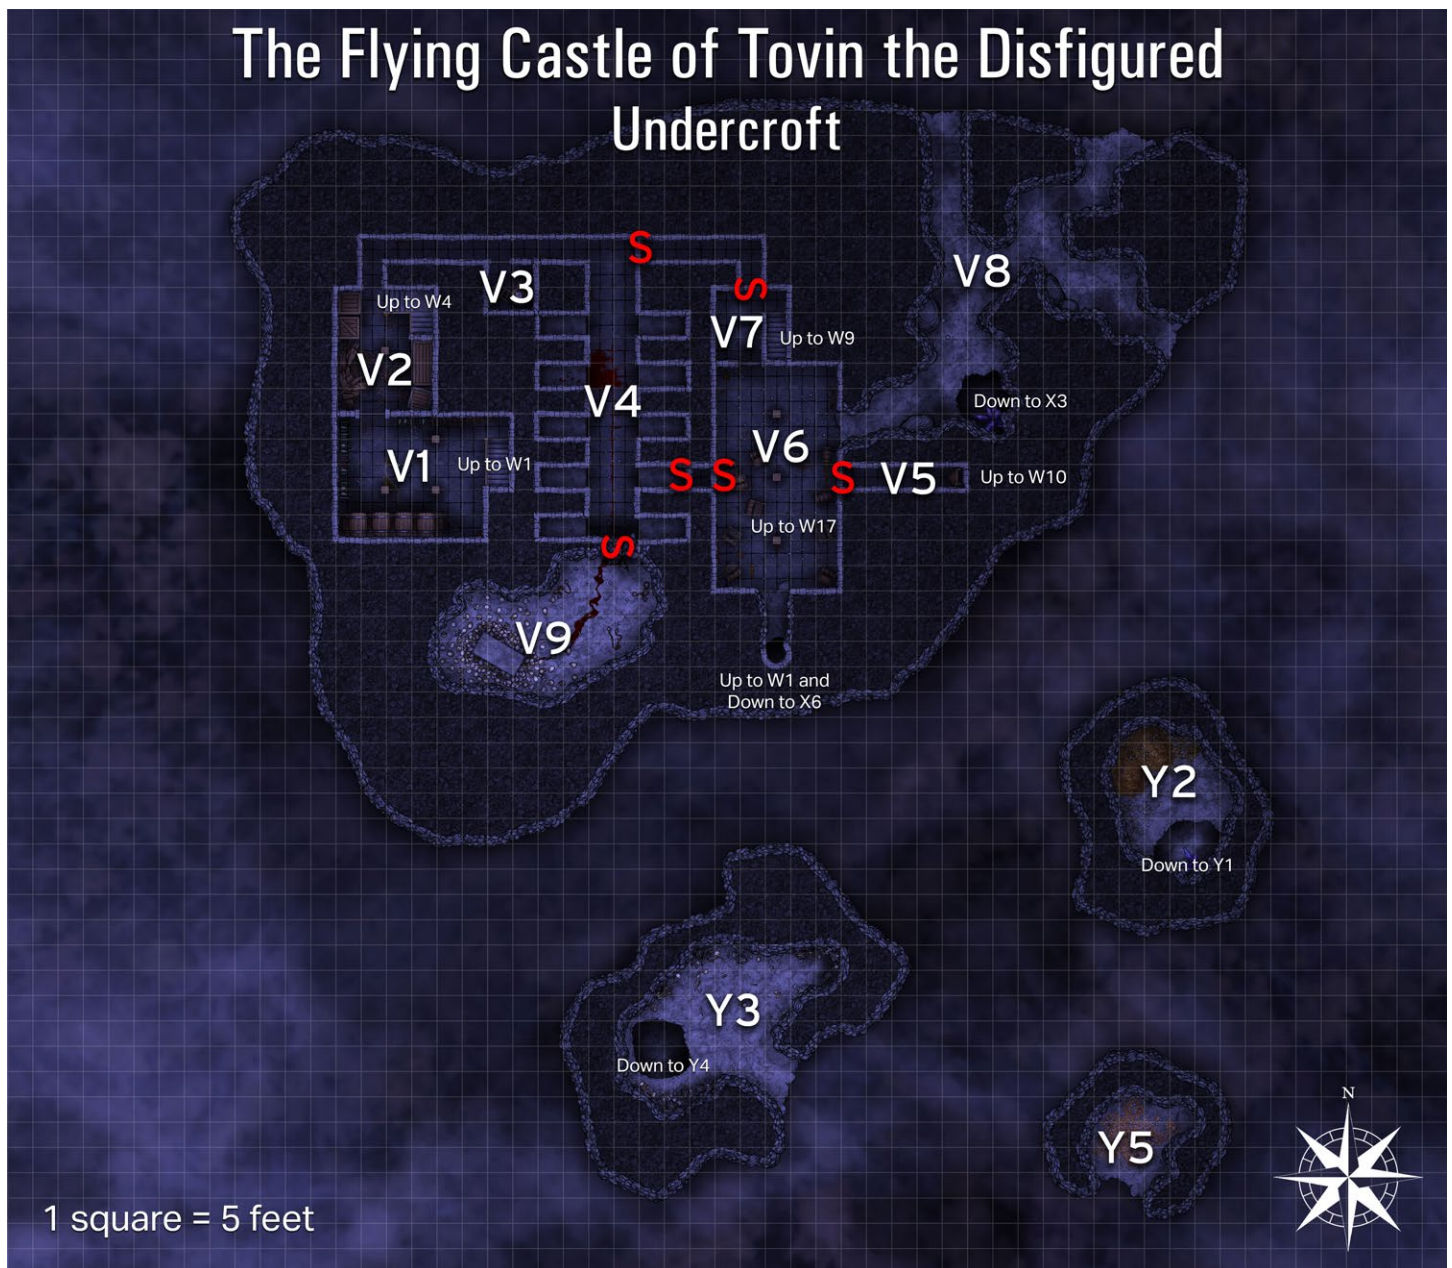 The Flying Castle of Tovin the Disfigured
Undercroft
S
V8
V3
S
Up to W4
V7
Up to W9
V2
V4
Down to X3
V6
V1
Up to W1
S
S
S
V5
Up to W10
Up to W17
S
V9
Up to W1 and
Down to X6
Y2
Down to Y1
Y3
Down to Y4
N
Y5
1 square = 5 feet